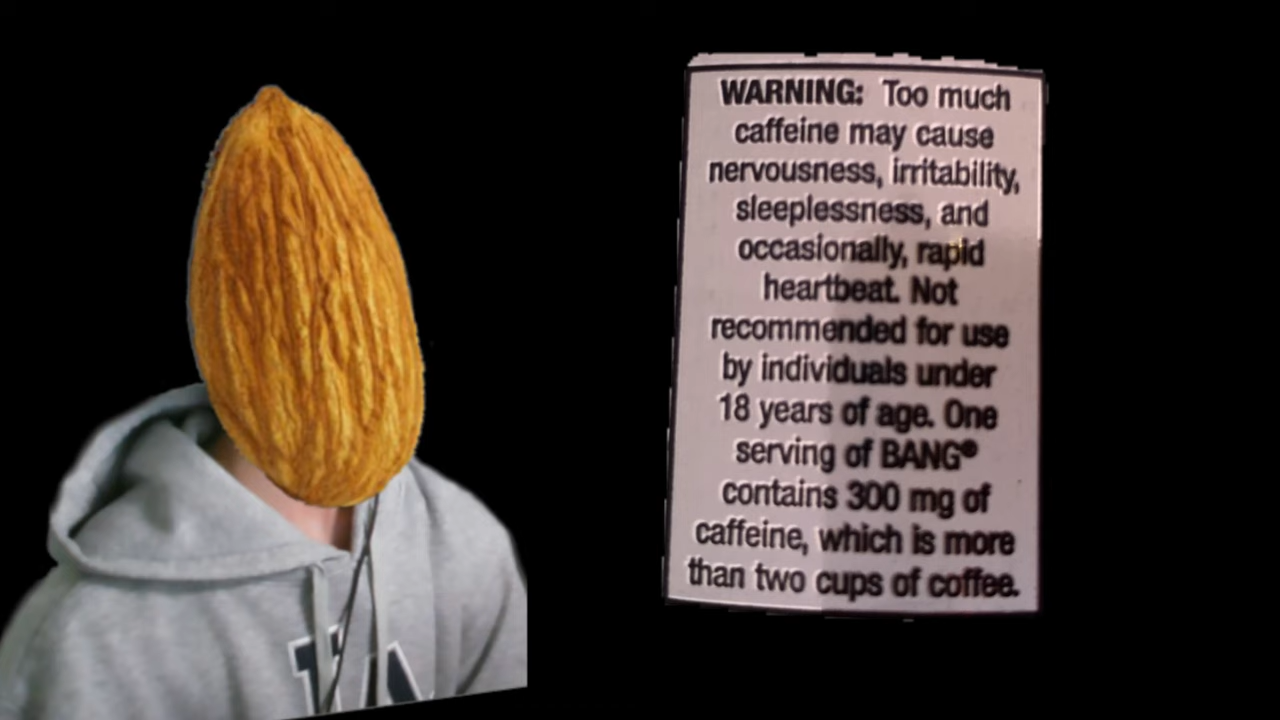 WARNING: Too much
caffeine may cause
nervousness, irritability,
sleeplessness, and
occasionally, rapid
heartbeat. Not
recommended for use
by individuals under
18 years of age. One
serving of BANG®
contains 300 mg of
caffeine, which is more
than two cups of coffee.